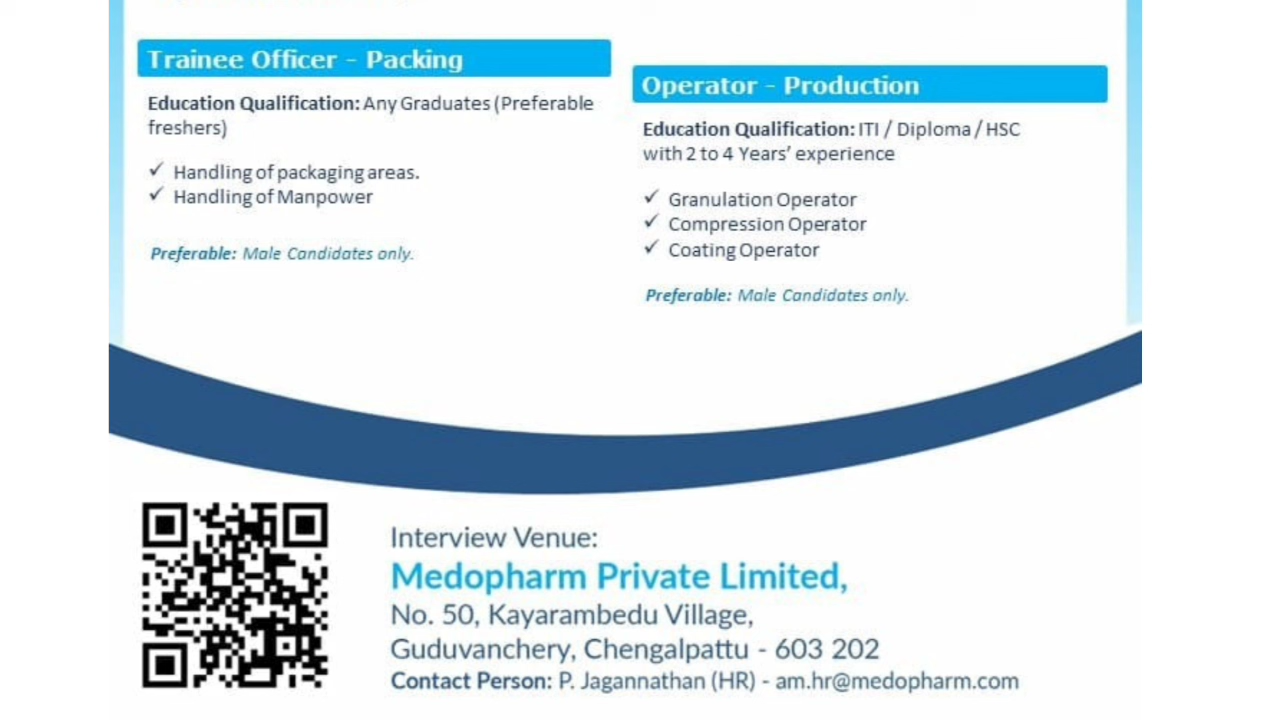 Trainee Officer - Packing
Education Qualification: Any Graduates (Preferable
freshers)
✓ Handling of packaging areas.
✓ Handling of Manpower
Preferable: Male Candidates only.
Operator - Production
Education Qualification: ITI / Diploma / HSC
with 2 to 4 Years’ experience
✓ Granulation Operator
✓ Compression Operator
✓ Coating Operator
Preferable: Male Candidates only.
Interview Venue:
Medopharm Private Limited,
No. 50, Kayarambedu Village,
Guduvanchery, Chengalpattu - 603 202
Contact Person: P. Jagannathan (HR) - am.hr@medopharm.com